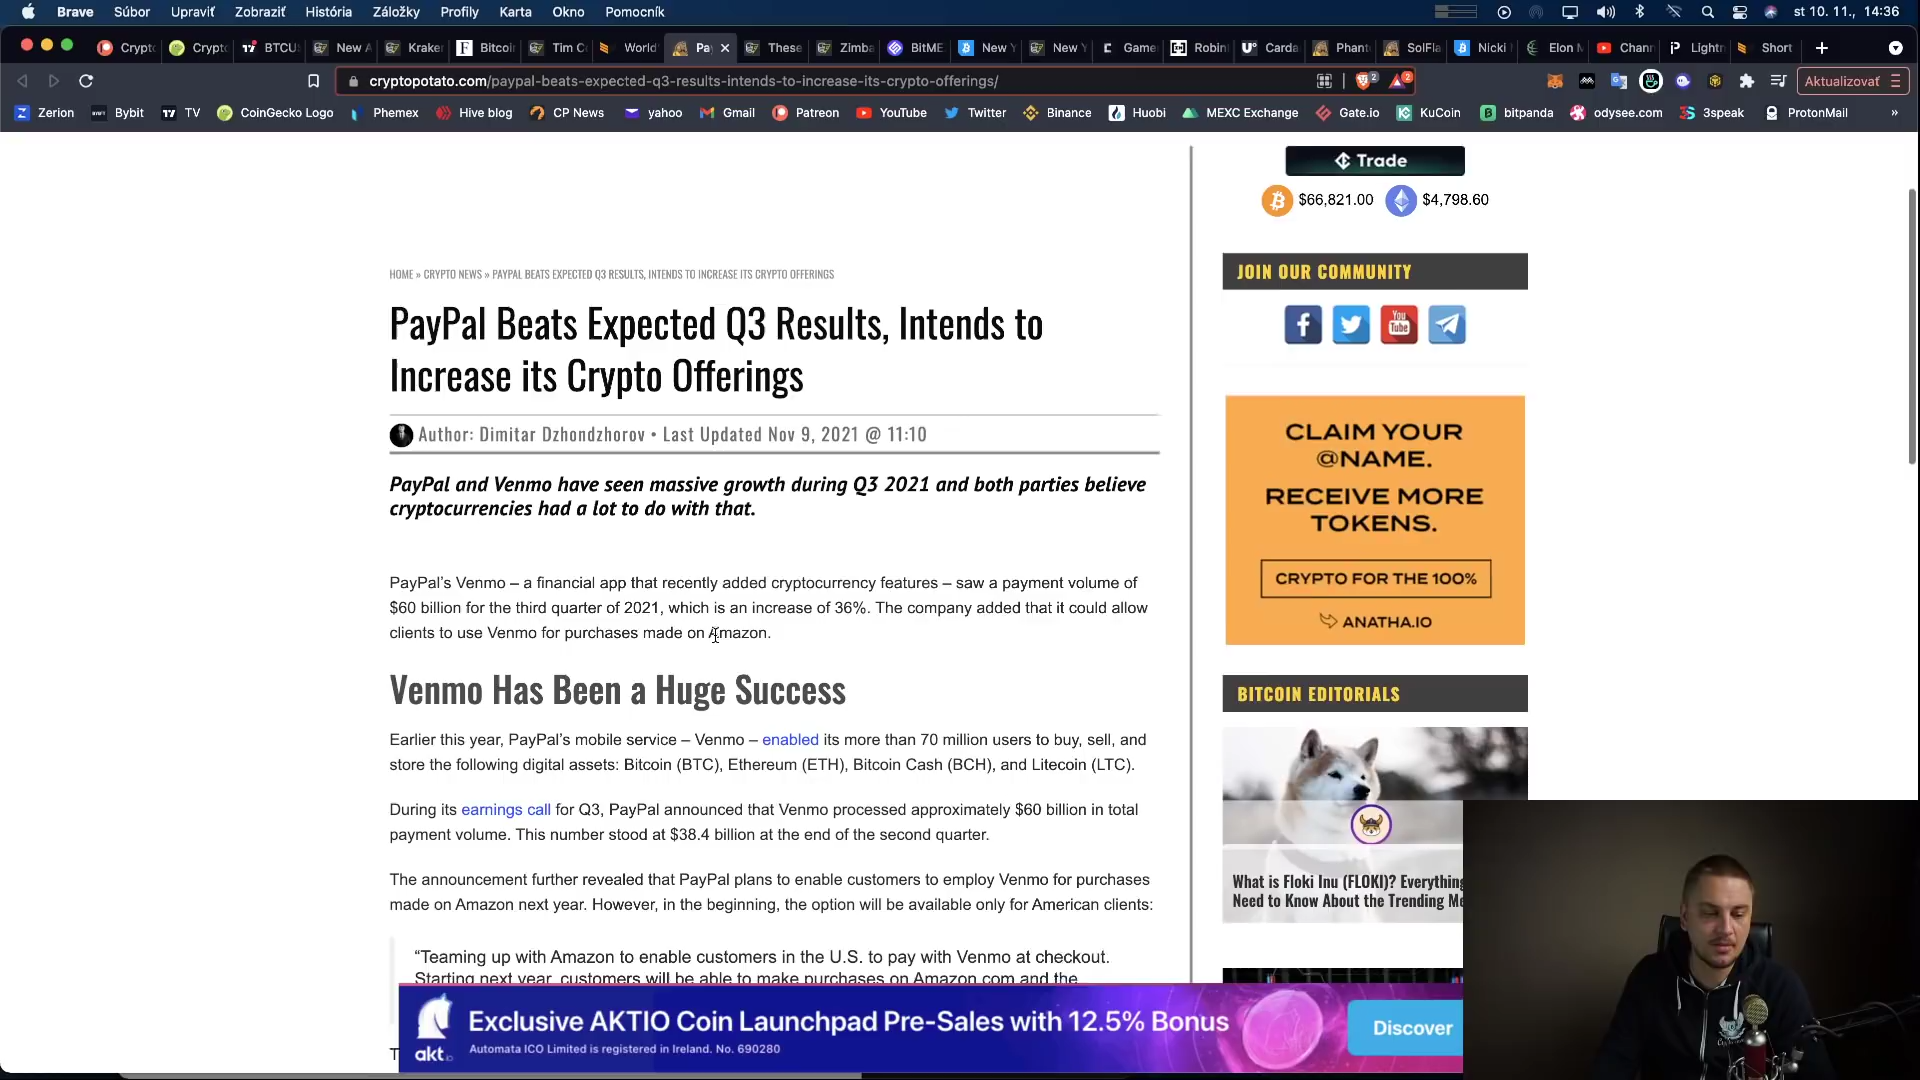 Brave Súbor Upraviť Zobraziť História Záložky Profily Karta Okno Pomocník st 10. 11., 14:36
Crypto Crypto BTCUS New A Krake Bitcoi Tim C World Pay These Zimba BitME New Y New Y Game Robin Carda Phant SolFla Nicki Elon M Chann Lightn Short
cryptopotato.com/paypal-beats-expected-q3-results-intends-to-increase-its-crypto-offerings/ 2 2 Aktualizovať
Zerion Bybit TV CoinGecko Logo Phemex Hive blog CP News yahoo Gmail Patreon YouTube Twitter Binance Huobi MEXC Exchange Gate.io KuCoin bitpanda odysee.com 3speak ProtonMail »
Trade
$66,821.00 $4,798.60
HOME » CRYPTO NEWS » PAYPAL BEATS EXPECTED Q3 RESULTS, INTENDS TO INCREASE ITS CRYPTO OFFERINGS
PayPal Beats Expected Q3 Results, Intends to
Increase its Crypto Offerings
Author: Dimitar Dzhondzhorov • Last Updated Nov 9, 2021 @ 11:10
PayPal and Venmo have seen massive growth during Q3 2021 and both parties believe
cryptocurrencies had a lot to do with that.
PayPal’s Venmo – a financial app that recently added cryptocurrency features – saw a payment volume of
$60 billion for the third quarter of 2021, which is an increase of 36%. The company added that it could allow
clients to use Venmo for purchases made on Amazon.
Venmo Has Been a Huge Success
Earlier this year, PayPal’s mobile service – Venmo – enabled its more than 70 million users to buy, sell, and
store the following digital assets: Bitcoin (BTC), Ethereum (ETH), Bitcoin Cash (BCH), and Litecoin (LTC).
During its earnings call for Q3, PayPal announced that Venmo processed approximately $60 billion in total
payment volume. This number stood at $38.4 billion at the end of the second quarter.
The announcement further revealed that PayPal plans to enable customers to employ Venmo for purchases
made on Amazon next year. However, in the beginning, the option will be available only for American clients:
“Teaming up with Amazon to enable customers in the U.S. to pay with Venmo at checkout.
Starting next year, customers will be able to make purchases on Amazon.com and the
JOIN OUR COMMUNITY
You
Tube
CLAIM YOUR
@NAME.
RECEIVE MORE
TOKENS.
CRYPTO FOR THE 100%
ANATHA.IO
BITCOIN EDITORIALS
What is Floki Inu (FLOKI)? Everything
Need to Know About the Trending Me
akt.io
Exclusive AKTIO Coin Launchpad Pre-Sales with 12.5% Bonus
Automata ICO Limited is registered in Ireland. No. 690280
Discover